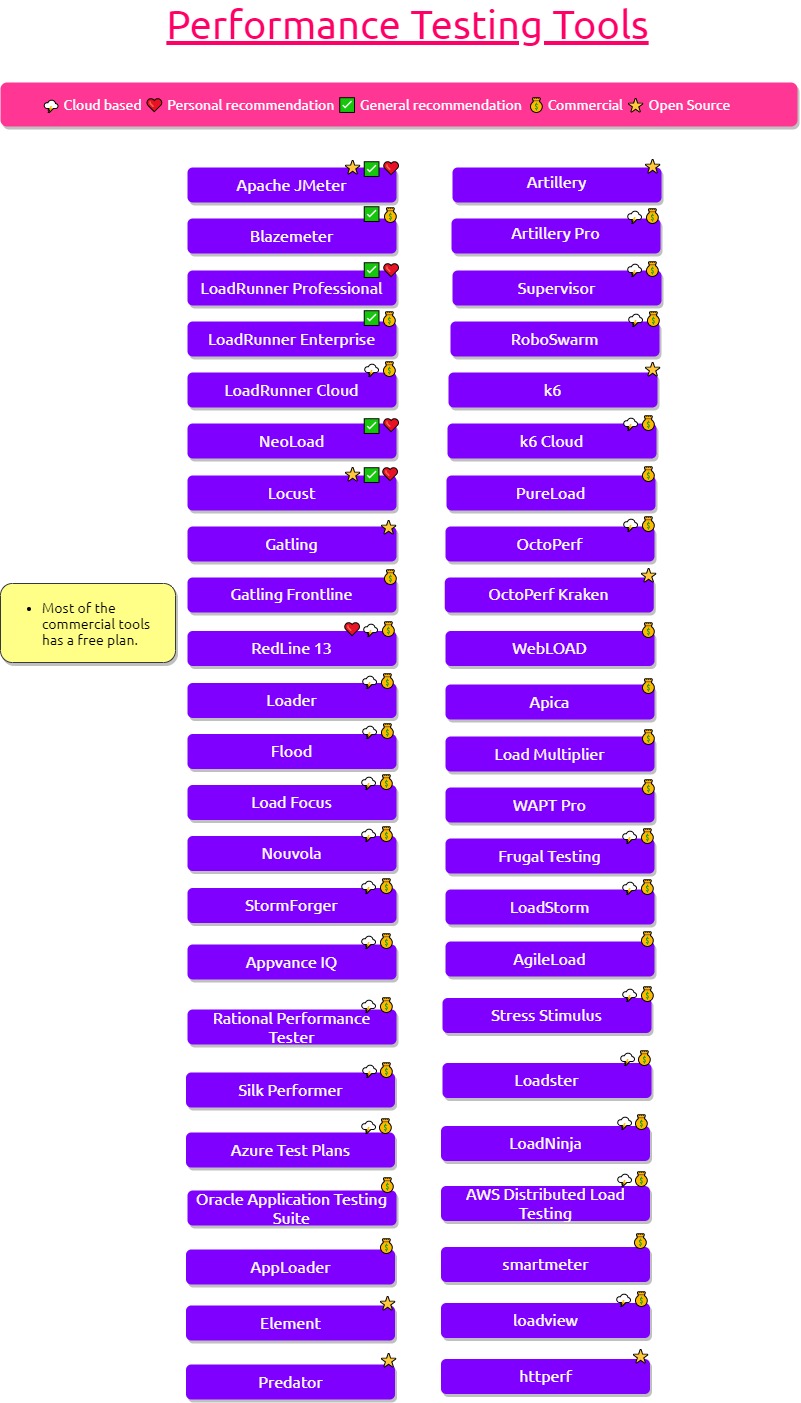 Performance Testing Tools
Cloud based Personal recommendation General recommendation Commercial Open Source
Apache JMeter
Blazemeter
LoadRunner Professional
LoadRunner Enterprise
LoadRunner Cloud
NeoLoad
Locust
Gatling
Gatling Frontline
RedLine 13
Loader
Flood
Load Focus
Nouvola
StormForger
Appvance IQ
Rational Performance
Tester
Silk Performer
Azure Test Plans
Oracle Application Testing
Suite
AppLoader
Element
Predator
Artillery
Artillery Pro
Supervisor
RoboSwarm
k6
k6 Cloud
PureLoad
OctoPerf
OctoPerf Kraken
WebLOAD
Apica
Load Multiplier
WAPT Pro
Frugal Testing
LoadStorm
AgileLoad
Stress Stimulus
Loadster
LoadNinja
AWS Distributed Load
Testing
smartmeter
loadview
httperf
• Most of the
commercial tools
has a free plan.